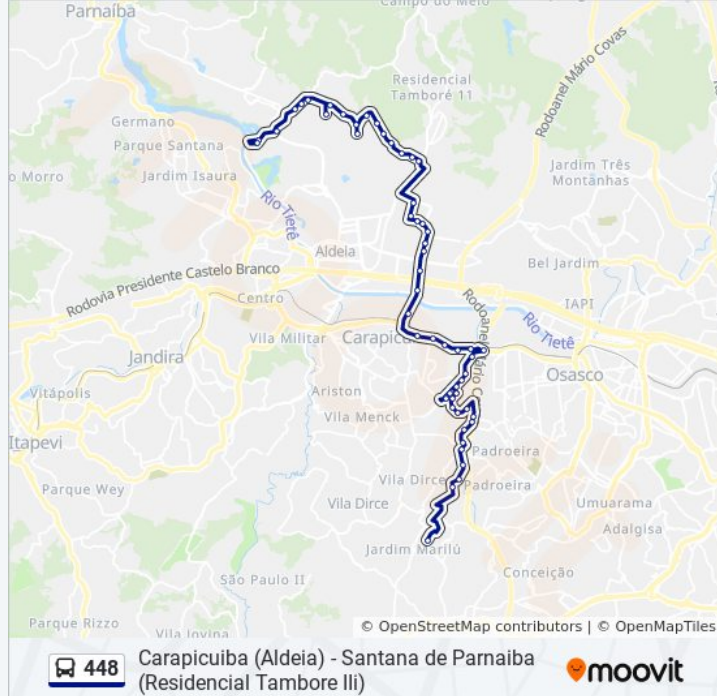 Parnaíba
Campo do Meio
Residencial
Tamboré 11
Rodoanel Mário Covas
Germano
Parque Santana
Jardim Três
Montanhas
o Morro
Jardim Isaura
Rio Tietê
Aldeia
Bel Jardim
Rodovia Presidente Castelo Branco
Centro
Rodoanel Mário Co
IAPI
Rio Tietê
Vila Militar
Carapicu
Jandira
Osasco
Vitápolis
Ariston
Vila Menck
Itapevi
Padroeira
Vila Dirce
Padroeira
Parque Wey
Vila Dirce
Umuarama
Adalgisa
Jardim Marilú
Conceição
São Paulo II
Parque Rizzo
Vila Jovina
© OpenStreetMap contributors | © OpenMapTiles
448
Carapicuiba (Aldeia) - Santana de Parnaiba
(Residencial Tambore Ili)
moovit